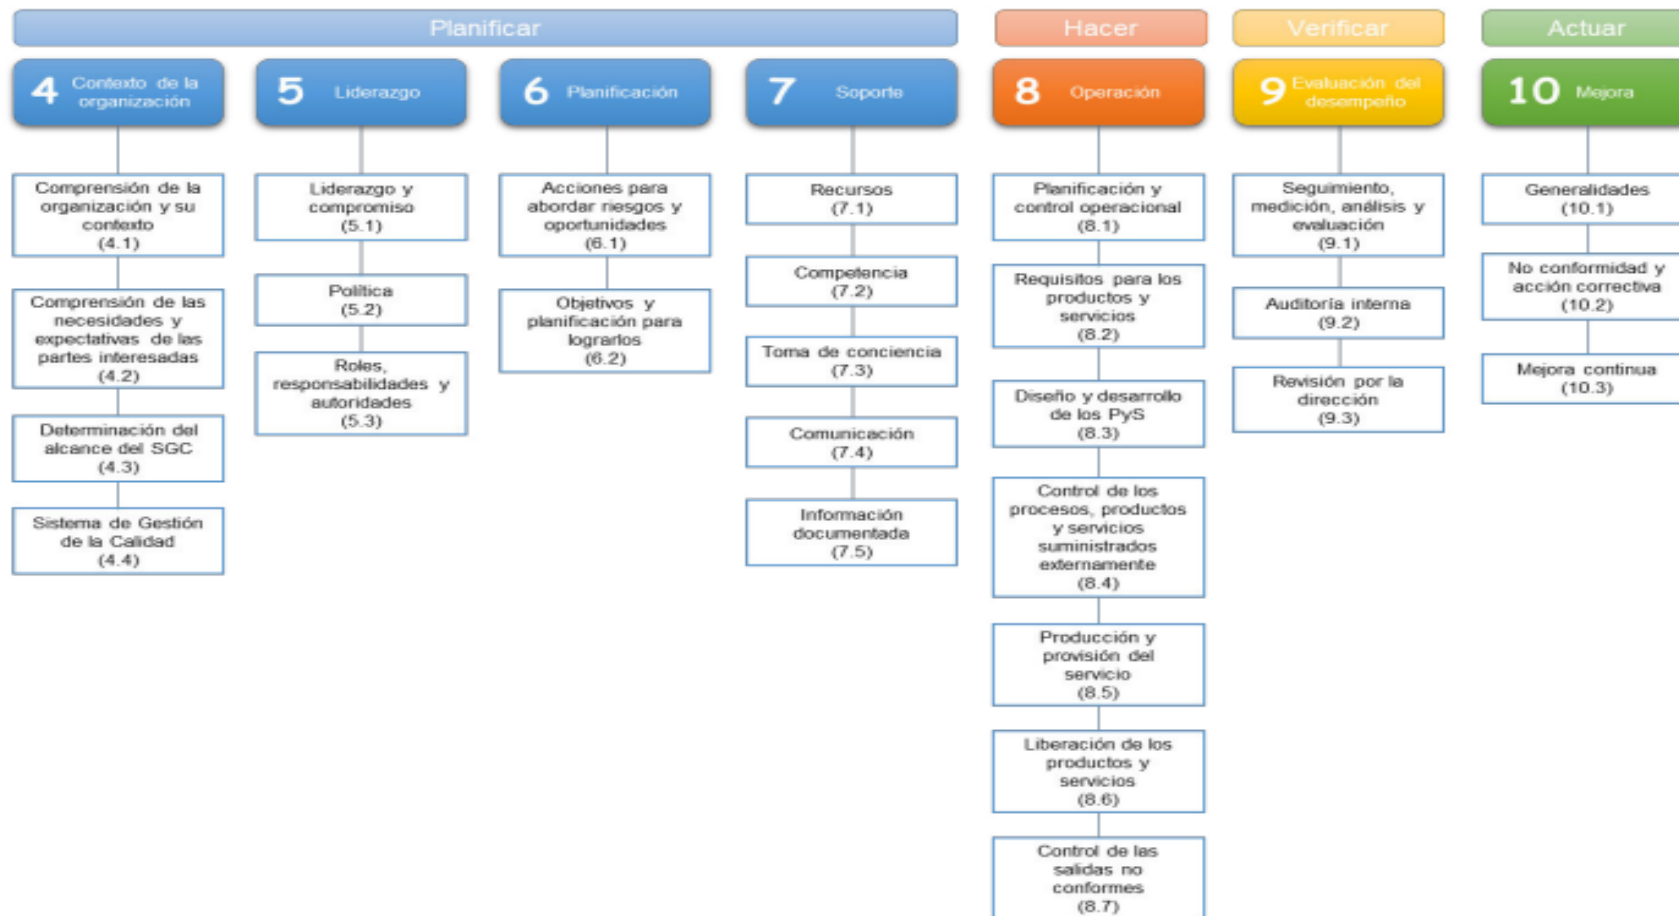 Planificar
Hacer
Verificar
Actuar
4 Contexto de la
organización
5 Liderazgo
6 Planificación
7 Soporte
8 Operación
9 Evaluación del
desempeño
10 Mejora
Comprensión de la
organización y su
contexto
(4.1)
Comprensión de las
necesidades y
expectativas de las
partes interesadas
(4.2)
Determinación del
alcance del SGC
(4.3)
Sistema de Gestión
de la Calidad
(4.4)
Liderazgo y
compromiso
(5.1)
Política
(5.2)
Roles,
responsabilidades y
autoridades
(5.3)
Acciones para
abordar riesgos y
oportunidades
(6.1)
Objetivos y
planificación para
lograrlos
(6.2)
Recursos
(7.1)
Competencia
(7.2)
Toma de conciencia
(7.3)
Comunicación
(7.4)
Información
documentada
(7.5)
Planificación y
control operacional
(8.1)
Requisitos para los
productos y
servicios
(8.2)
Diseño y desarrollo
de los PyS
(8.3)
Control de los
procesos, productos
y servicios
suministrados
externamente
(8.4)
Producción y
provisión del
servicio
(8.5)
Liberación de los
productos y
servicios
(8.6)
Control de las
salidas no
conformes
(8.7)
Seguimiento,
medición, análisis y
evaluación
(9.1)
Auditoría interna
(9.2)
Revisión por la
dirección
(9.3)
Generalidades
(10.1)
No conformidad y
acción correctiva
(10.2)
Mejora continua
(10.3)